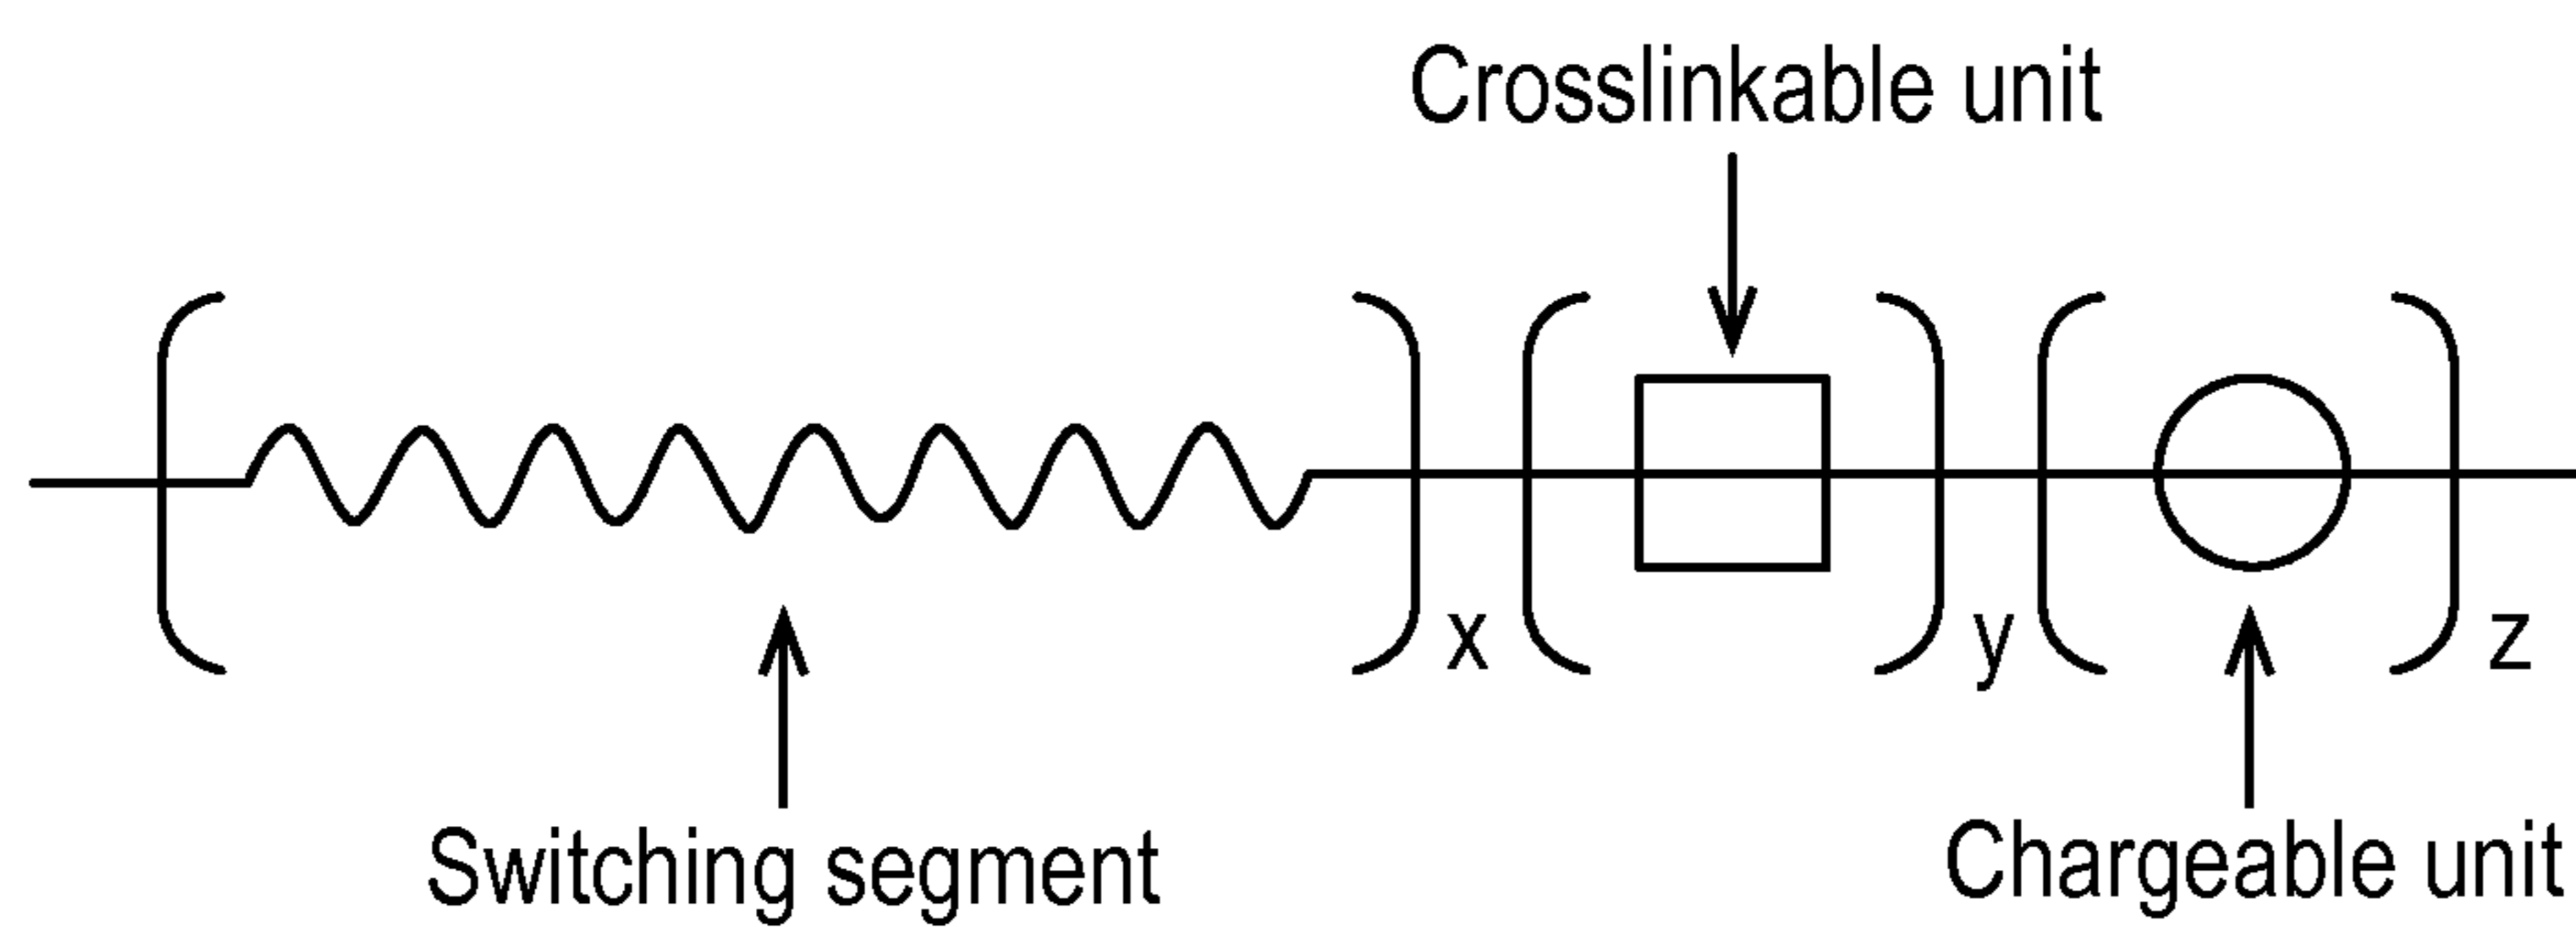 Crosslinkable unit
x
y
z
Switching segment
Chargeable unit